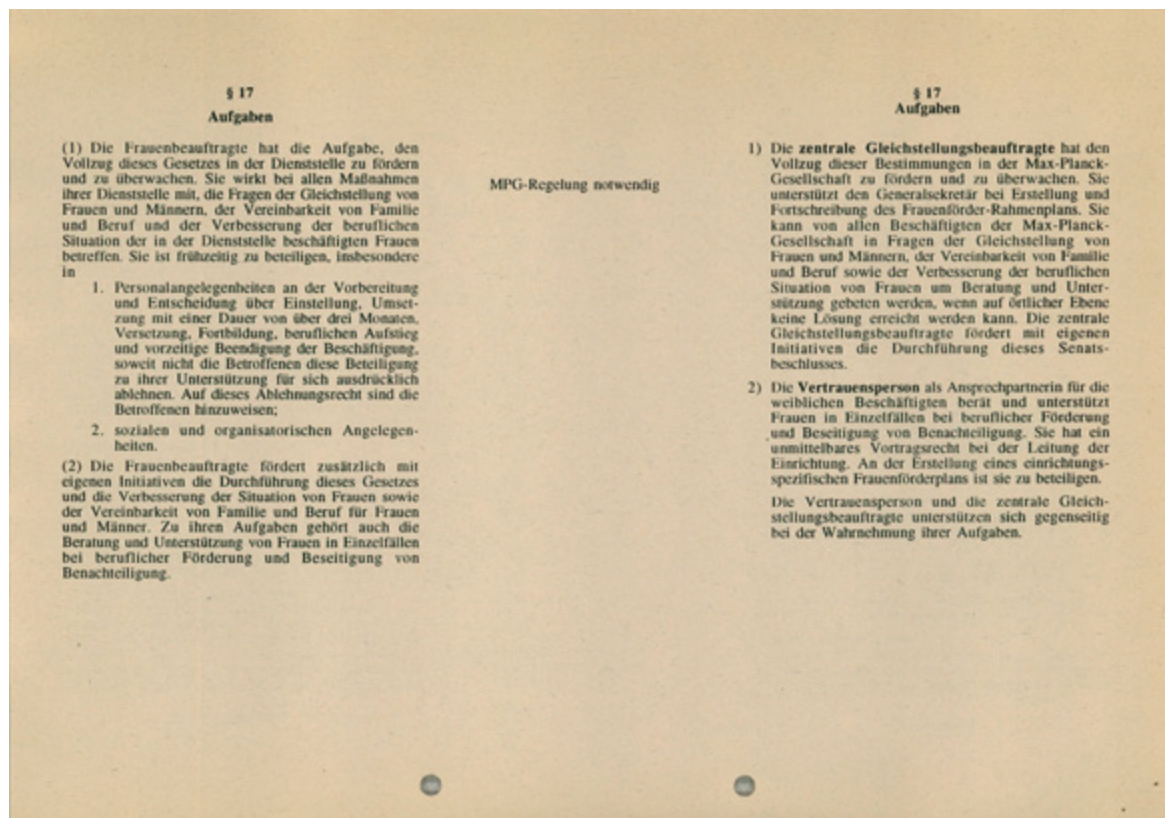 § 17
Aufgaben
(1) Die Frauenbeauftragte hat die Aufgabe, den
Vollzug dieses Gesetzes in der Dienststelle zu fördern
und zu überwachen. Sie wirkt bei allen Maßnahmen
ihrer Dienststelle mit, die Fragen der Gleichstellung von
Frauen und Männern, der Vereinbarkeit von Familie
und Beruf und der Verbesserung der beruflichen
Situation der in der Dienststelle beschäftigten Frauen
betreffen. Sie ist frühzeitig zu beteiligen, insbesondere
in
1. Personalangelegenheiten an der Vorbereitung
und Entscheidung über Einstellung, Umset-
zung mit einer Dauer von über drei Monaten,
Versetzung, Fortbildung, beruflichen Aufstieg
und vorzeitige Beendigung der Beschäftigung,
soweit nicht die Betroffenen diese Beteiligung
zu ihrer Unterstützung für sich ausdrücklich
ablehnen. Auf dieses Ablehnungsrecht sind die
Betroffenen hinzuweisen;
2. sozialen und organisatorischen Angelegen-
heiten.
(2) Die Frauenbeauftragte fördert zusätzlich mit
eigenen Initiativen die Durchführung dieses Gesetzes
und die Verbesserung der Situation von Frauen sowie
der Vereinbarkeit von Familie und Beruf für Frauen
und Männer. Zu ihren Aufgaben gehört auch die
Beratung und Unterstützung von Frauen in Einzelfällen
bei beruflicher Förderung und Beseitigung von
Benachteiligung.
MPG-Regelung notwendig
§ 17
Aufgaben
1) Die zentrale Gleichstellungsbeauftragte hat den
Vollzug dieser Bestimmungen in der Max-Planck-
Gesellschaft zu fördern und zu überwachen. Sie
unterstützt den Generalsekretär bei Erstellung und
Fortschreibung des Frauenförder-Rahmenplans. Sie
kann von allen Beschäftigten der Max-Planck-
Gesellschaft in Fragen der Gleichstellung von
Frauen und Männern, der Vereinbarkeit von Familie
und Beruf sowie der Verbesserung der beruflichen
Situation von Frauen um Beratung und Unter-
stützung gebeten werden, wenn auf örtlicher Ebene
keine Lösung erreicht werden kann. Die zentrale
Gleichstellungsbeauftragte fördert mit eigenen
Initiativen die Durchführung dieses Senats-
beschlusses.
2) Die Vertrauensperson als Ansprechpartnerin für die
weiblichen Beschäftigten berät und unterstützt
Frauen in Einzelfällen bei beruflicher Förderung
und Beseitigung von Benachteiligung. Sie hat ein
unmittelbares Vortragsrecht bei der Leitung der
Einrichtung. An der Erstellung eines einrichtungs-
spezifischen Frauenförderplans ist sie zu beteiligen.
Die Vertrauensperson und die zentrale Gleich-
stellungsbeauftragte unterstützen sich gegenseitig
bei der Wahrnehmung ihrer Aufgaben.